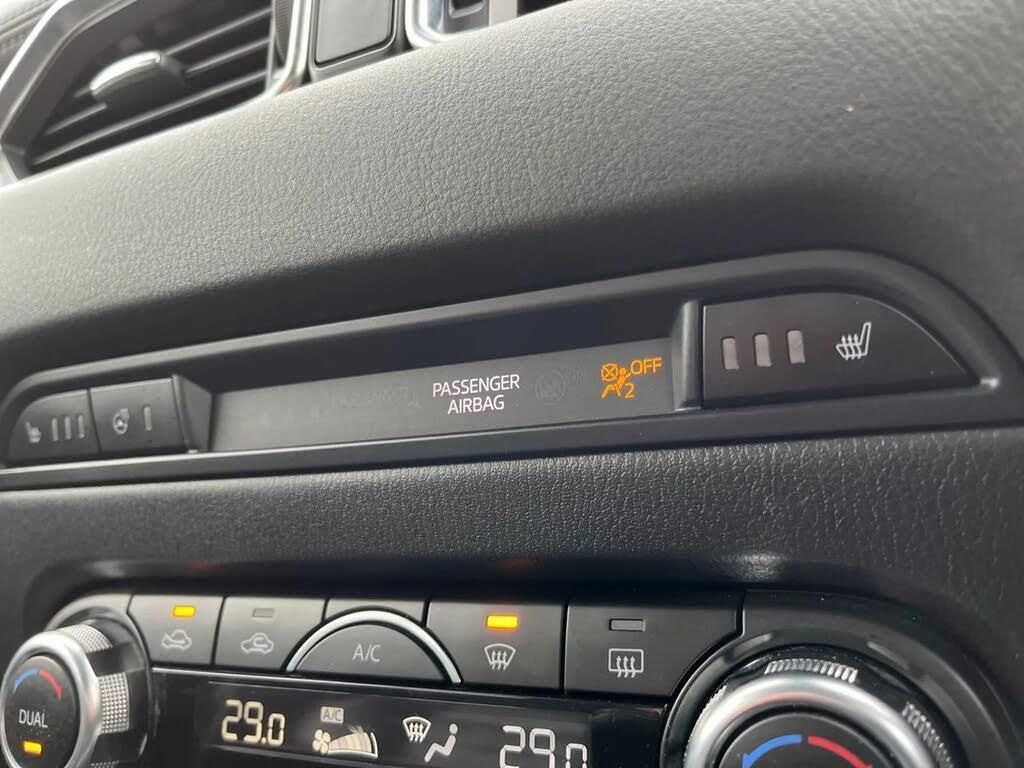 PASSENGER
AIRBAG
OFF
2
A/C
DUAL
29.0
A/C
29.0